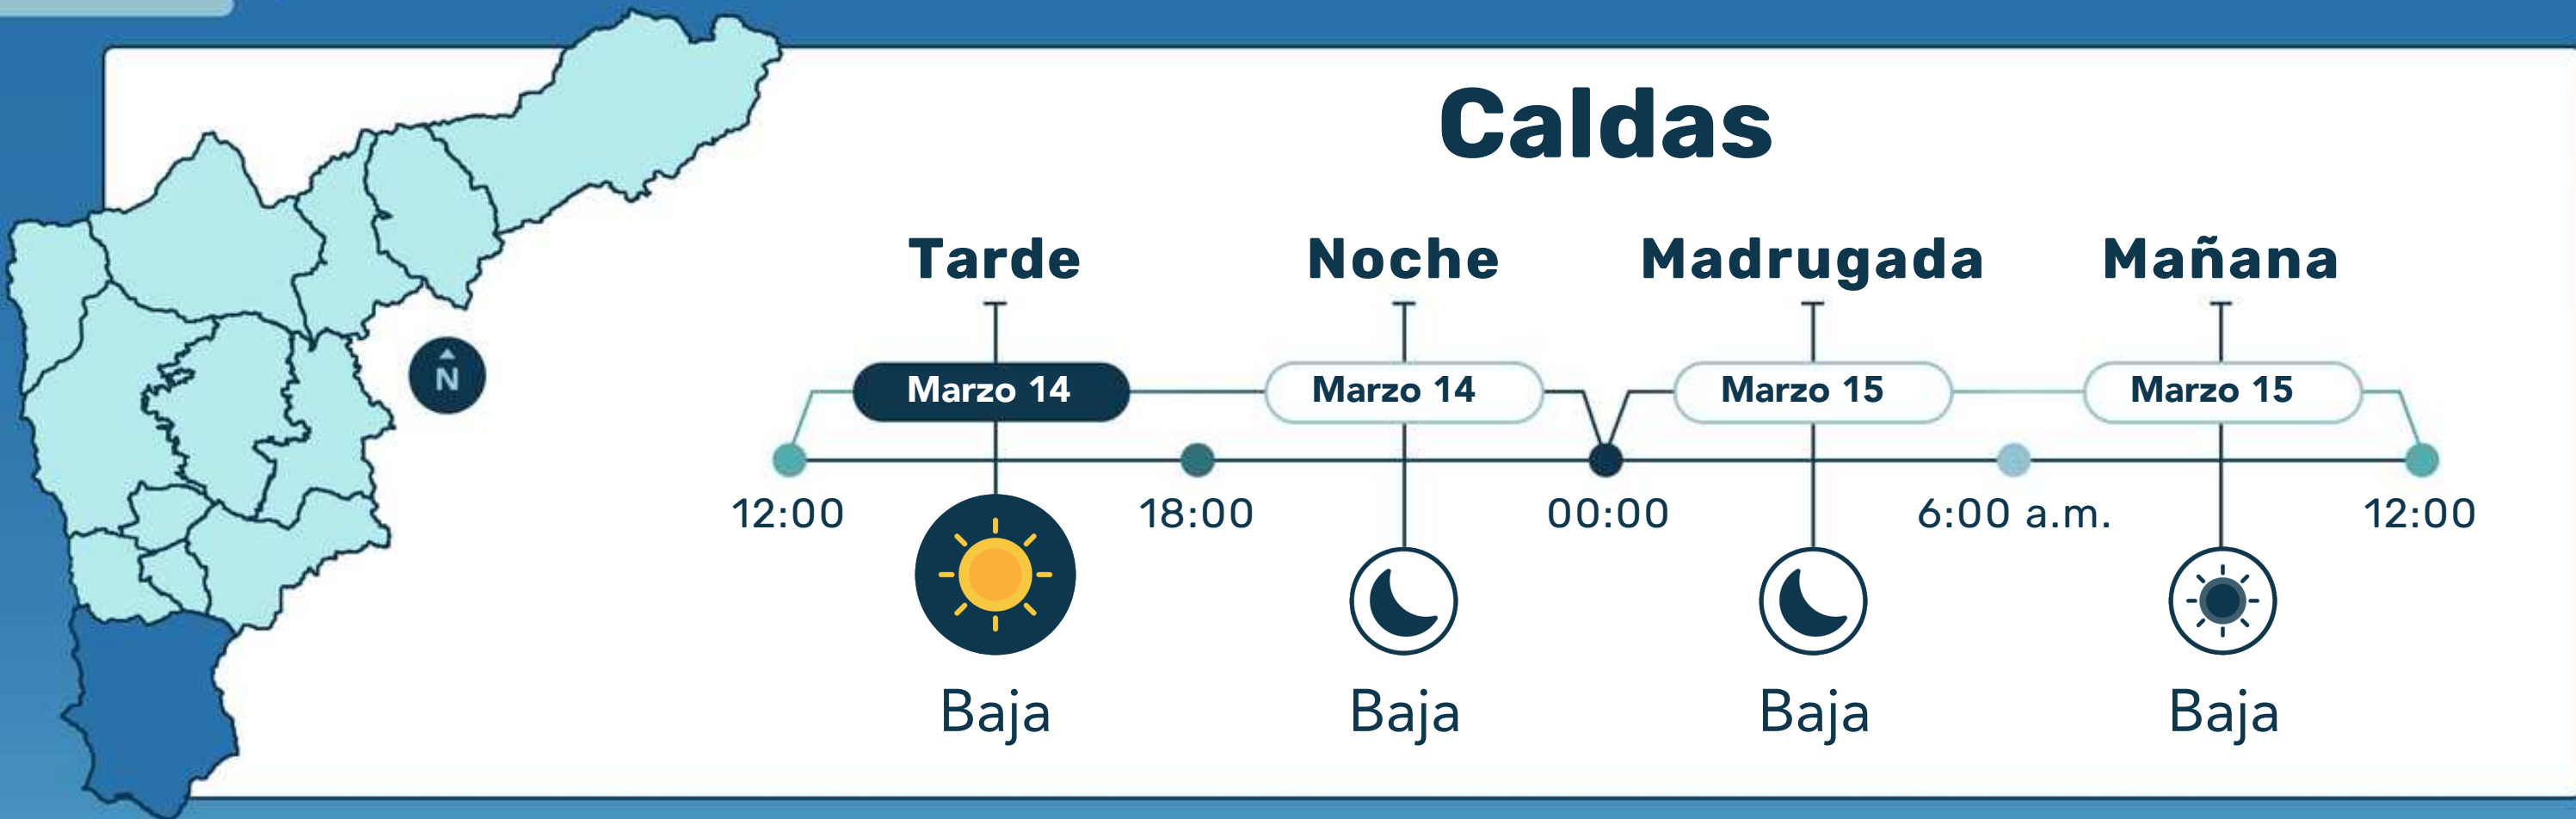 Caldas
Tarde
Noche
Madrugada
Mañana
Marzo 14
Marzo 14
Marzo 15
Marzo 15
N
12:00
18:00
00:00
6:00 a.m.
12:00
Baja
Baja
Baja
Baja